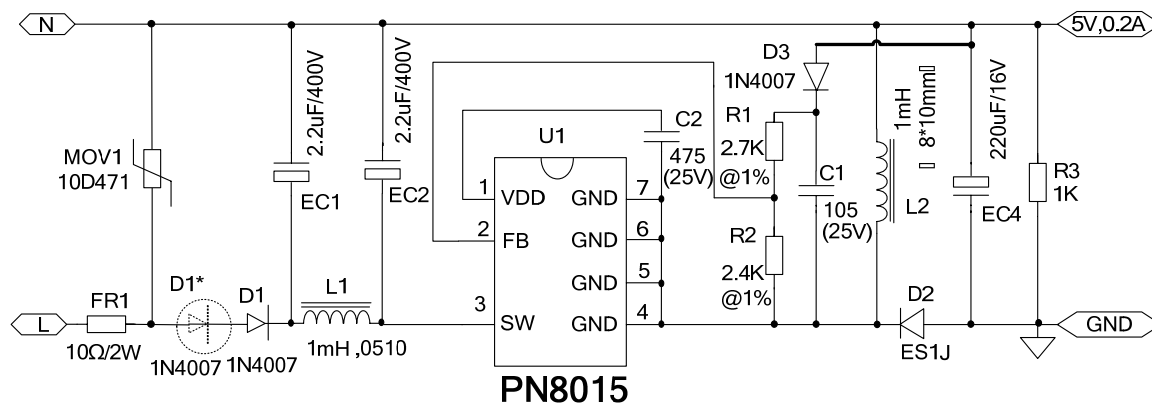 N
5V,0.2A
2.2uF/400V
2.2uF/400V
D3
1N4007
1mH
8*10mm
220uF/16V
U1
C2
475
(25V)
R1
2.7K
@1%
MOV1
10D471
EC1
EC2
1
VDD
GND
7
2
FB
GND
6
GND
5
3
SW
GND
4
C1
105
(25V)
L2
EC4
R3
1K
R2
2.4K
@1%
D1*
D1
L1
FR1
L
10Ω/2W
1N4007
1N4007
1mH ,0510
D2
ES1J
GND
PN8015